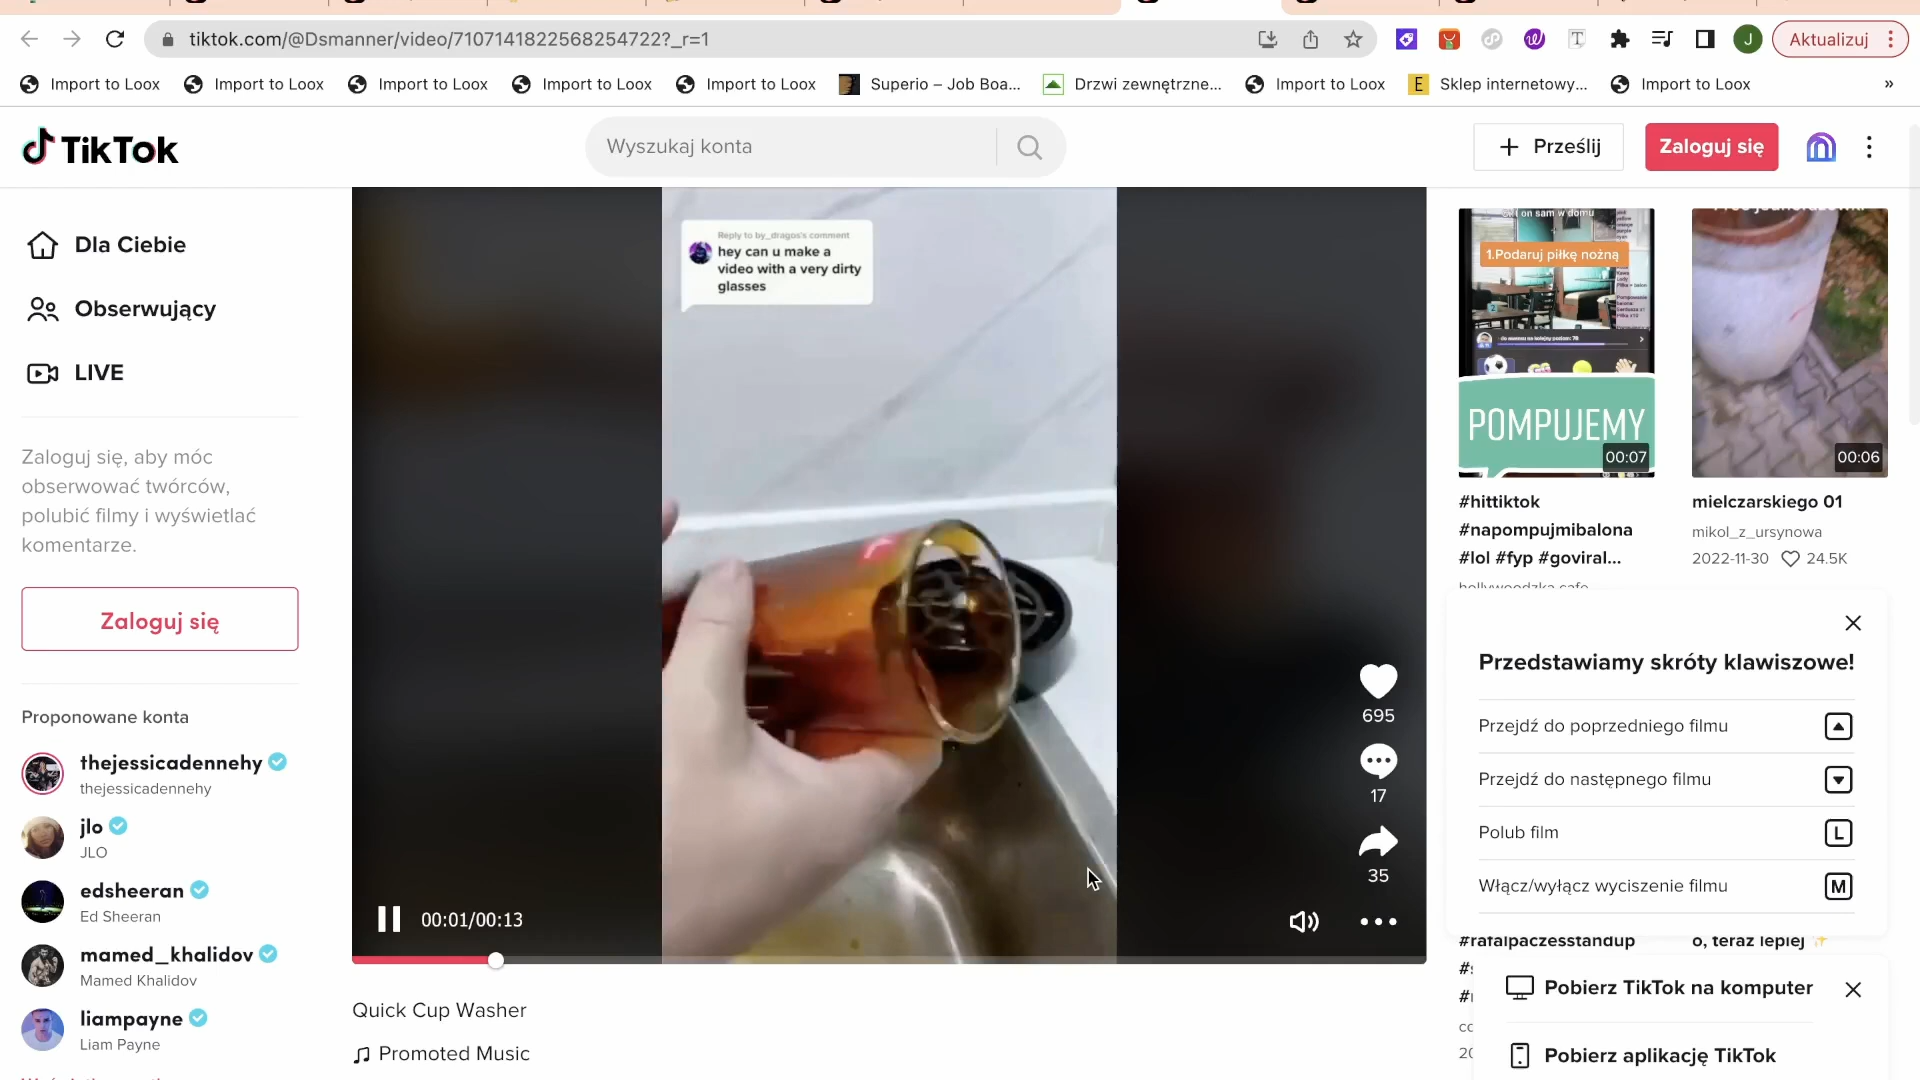 tiktok.com/@Dsmanner/video/7107141822568254722?_r=1
J
Aktualizuj
Import to Loox
Import to Loox
Import to Loox
Import to Loox
Import to Loox
Superio – Job Boa...
Drzwi zewnętrzne...
Import to Loox
E
Sklep internetowy...
Import to Loox
»
TikTok
Wyszukaj konta
Prześlij
Zaloguj się
Dla Ciebie
Obserwujący
LIVE
Zaloguj się, aby móc
obserwować twórców,
polubić filmy i wyświetlać
komentarze.
Zaloguj się
Proponowane konta
thejessicadennehy
thejessicadennehy
jlo
JLO
edsheeran
Ed Sheeran
mamed_khalidov
Mamed Khalidov
liampayne
Liam Payne
Reply to by_dragos's comment
hey can u make a
video with a very dirty
glasses
695
17
35
00:01/00:13
Quick Cup Washer
Promoted Music
on sam w domu
1.Podaruj piłkę nożną
POMPUJEMY
00:07
#hittiktok
#napompujmibalona
#lol #fyp #goviral...
00:06
mielczarskiego 01
mikol_z_ursynowa
2022-11-30
24.5K
Przedstawiamy skróty klawiszowe!
Przejdź do poprzedniego filmu
Przejdź do następnego filmu
Polub film
L
Włącz/wyłącz wyciszenie filmu
M
#rafalpaczesstandup
o, teraz lepiej
Pobierz TikTok na komputer
Pobierz aplikację TikTok